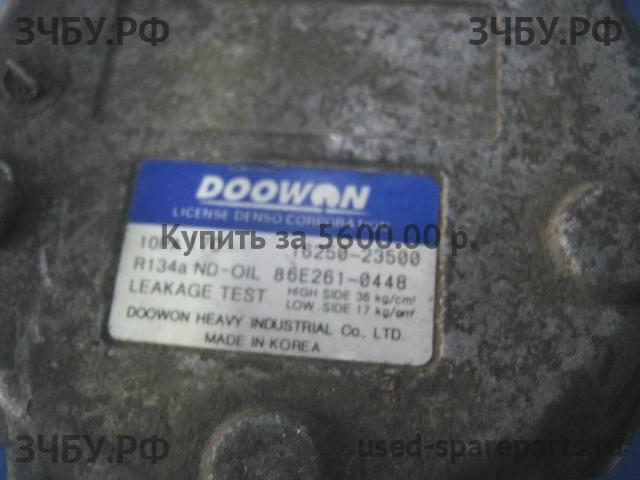 ЗЧБУ.РФ ЗЧБУ.РФ
DOOWON
LICENSE DENSO CORPORATION
Купить за 5600.00 р.
16250-23500
R134a ND-OIL 86E261-0448
LEAKAGE TEST HIGH SIDE 36 kg/cm²
LOW SIDE 17 kg/cm²
DOOWON HEAVY INDUSTRIAL Co., LTD.
MADE IN KOREA
ЗЧБУ.РФ used-spareparts.ru